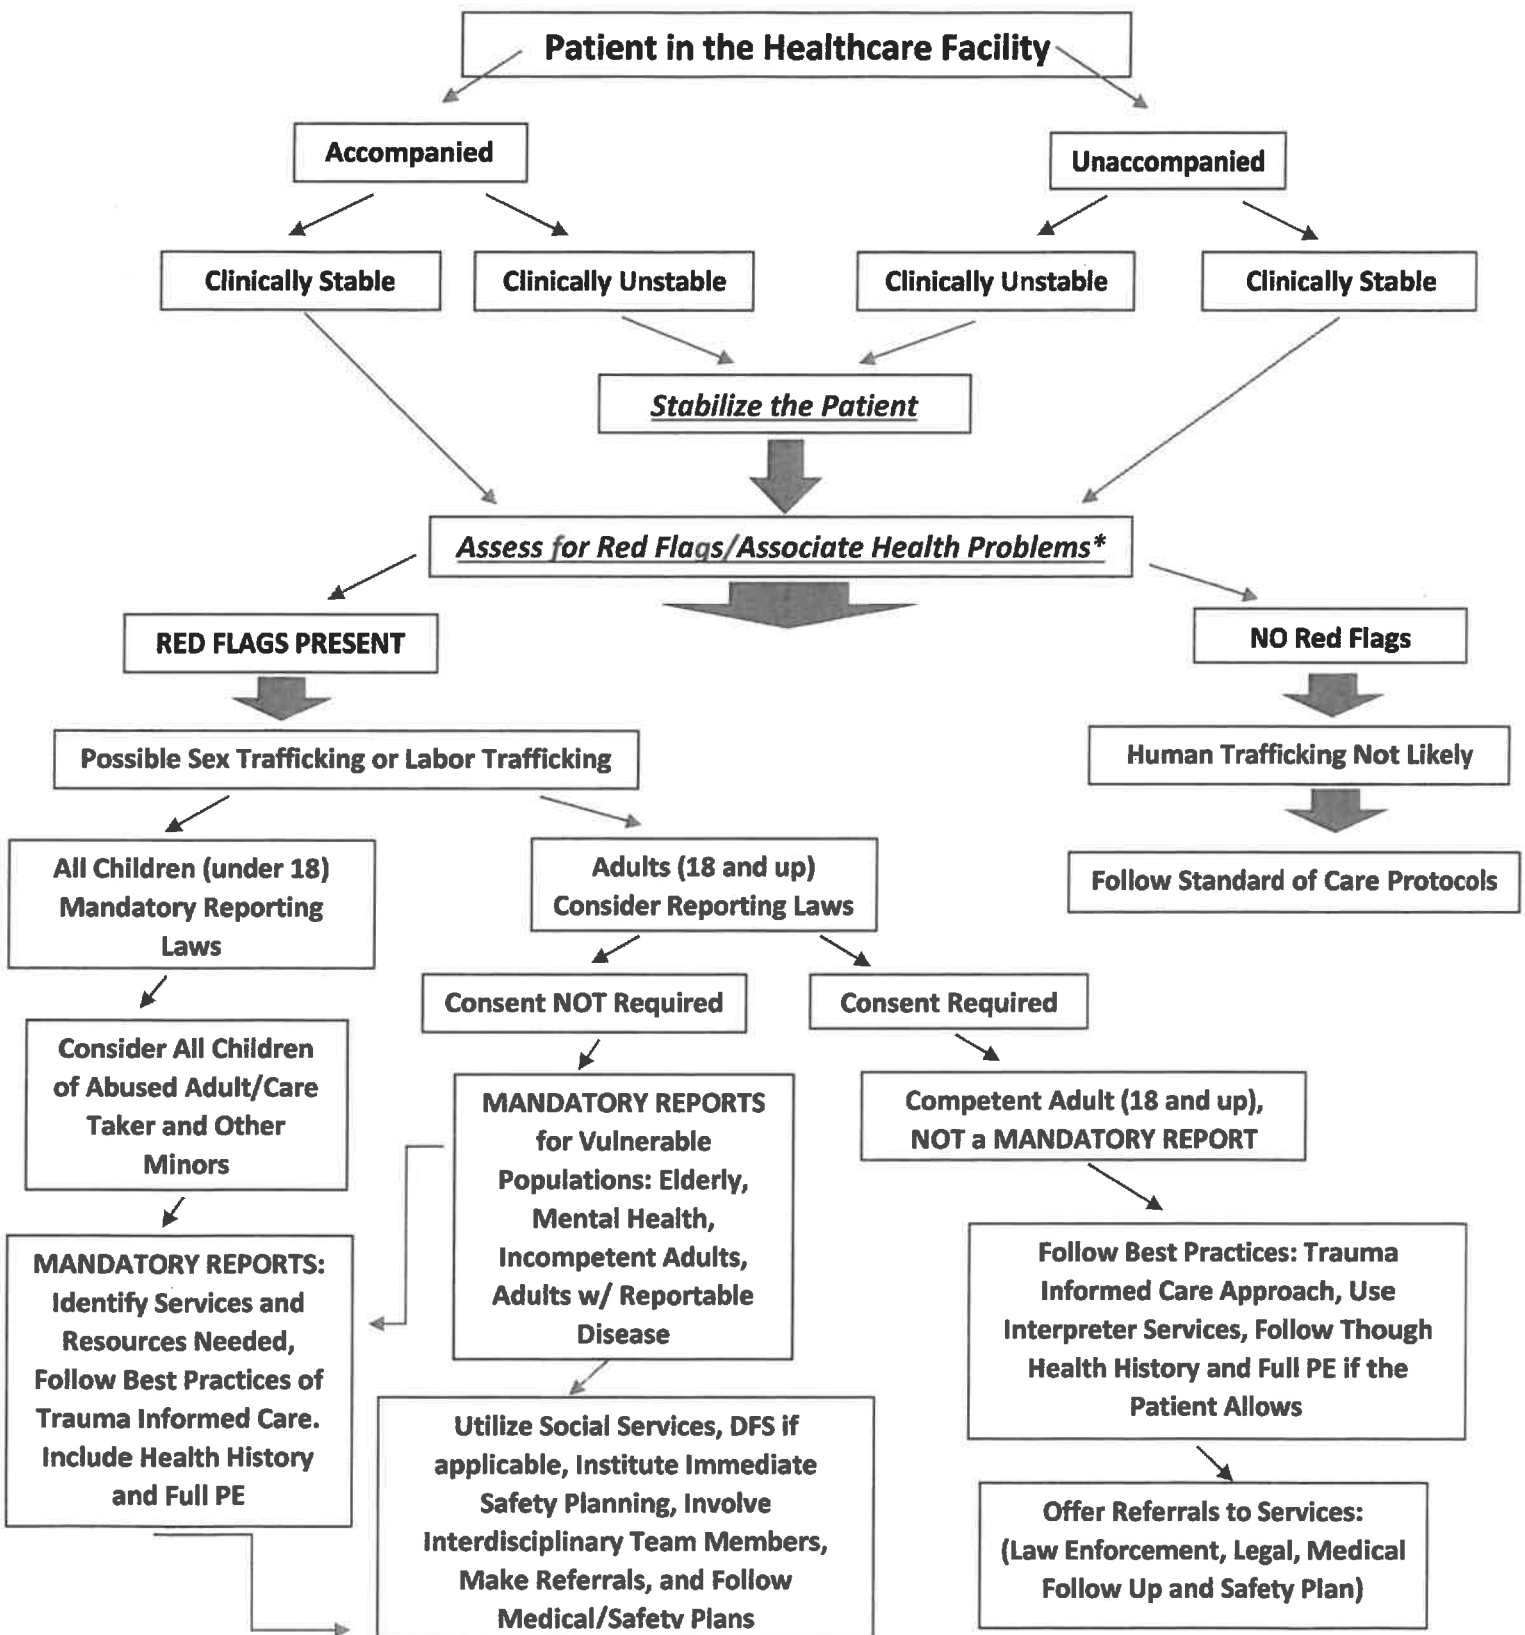 Patient in the Healthcare Facility
Accompanied
Unaccompanied
Clinically Stable
Clinically Unstable
Clinically Unstable
Clinically Stable
Stabilize the Patient
Assess for Red Flags/Associate Health Problems*
RED FLAGS PRESENT
NO Red Flags
Possible Sex Trafficking or Labor Trafficking
Human Trafficking Not Likely
All Children (under 18)
Mandatory Reporting
Laws
Adults (18 and up)
Consider Reporting Laws
Follow Standard of Care Protocols
Consent NOT Required
Consent Required
Consider All Children
of Abused Adult/Care
Taker and Other
Minors
MANDATORY REPORTS
for Vulnerable
Populations: Elderly,
Mental Health,
Incompetent Adults,
Adults w/ Reportable
Disease
Competent Adult (18 and up),
NOT a MANDATORY REPORT
MANDATORY REPORTS:
Identify Services and
Resources Needed,
Follow Best Practices of
Trauma Informed Care.
Include Health History
and Full PE
Follow Best Practices: Trauma
Informed Care Approach, Use
Interpreter Services, Follow Though
Health History and Full PE if the
Patient Allows
Utilize Social Services, DFS if
applicable, Institute Immediate
Safety Planning, Involve
Interdisciplinary Team Members,
Make Referrals, and Follow
Medical/Safety Plans
Offer Referrals to Services:
(Law Enforcement, Legal, Medical
Follow Up and Safety Plan)